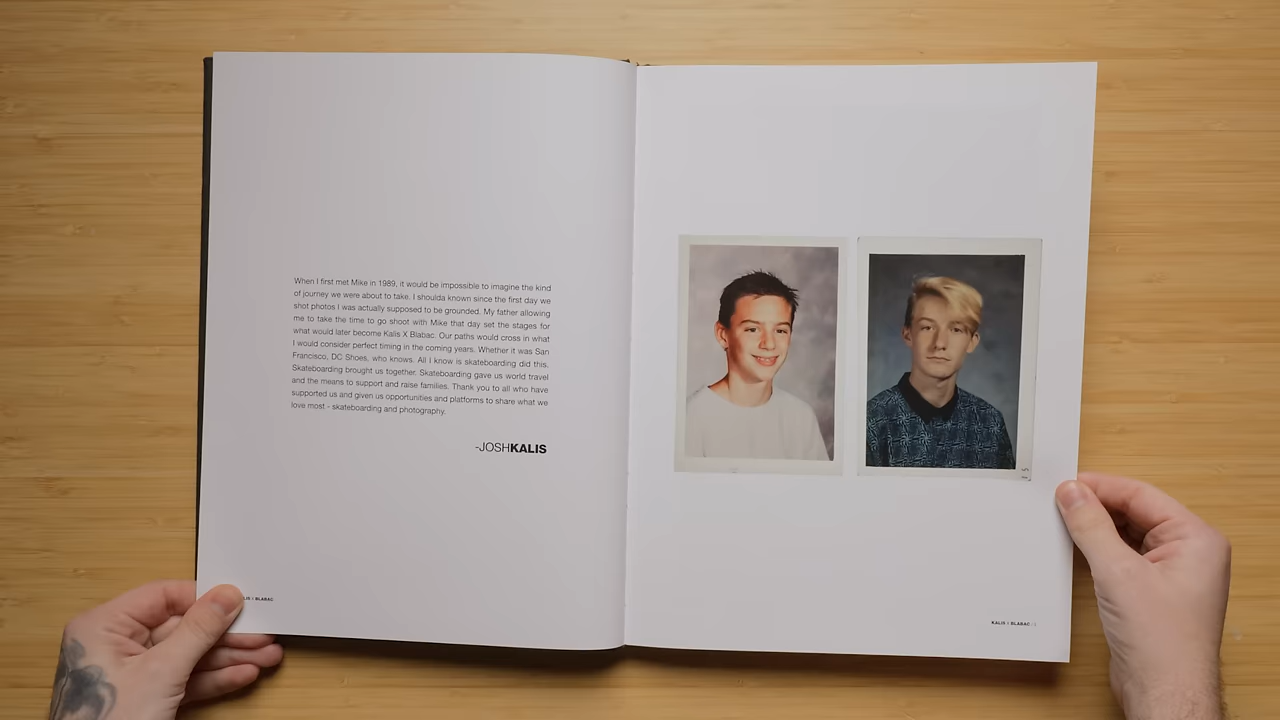 When I first met Mike in 1989, it would be impossible to imagine the kind
of journey we were about to take. I shoulda known since the first day we
shot photos I was actually supposed to be grounded. My father allowing
me to take the time to go shoot with Mike that day set the stages for
what would later become Kalis X Blabac. Our paths would cross in what
I would consider perfect timing in the coming years. Whether it was San
Francisco, DC Shoes, who knows. All I know is skateboarding did this.
Skateboarding brought us together. Skateboarding gave us world travel
and the means to support and raise families. Thank you to all who have
supported us and given us opportunities and platforms to share what we
love most - skateboarding and photography.
-JOSHKALIS
BLABAC
KALIS
BLABAC